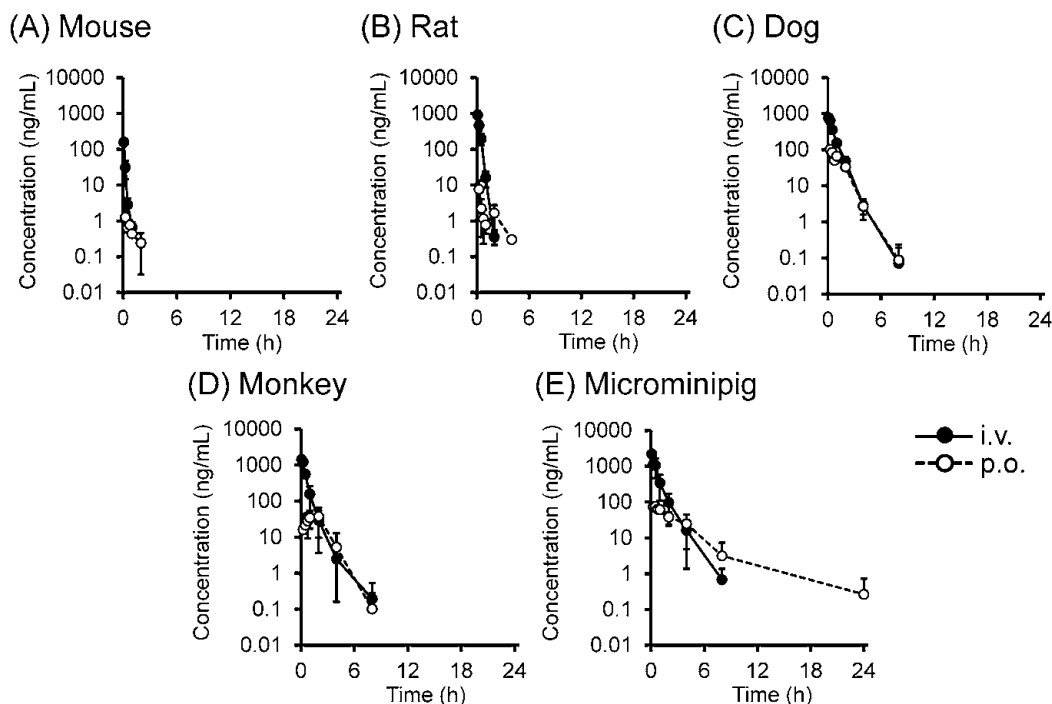 (A) Mouse
Concentration (ng/mL)
10000
1000
100
10
1
0.1
0.01
0 6 12 18 24
Time (h)
(B) Rat
Concentration (ng/mL)
10000
1000
100
10
1
0.1
0.01
0 6 12 18 24
Time (h)
(C) Dog
Concentration (ng/mL)
10000
1000
100
10
1
0.1
0.01
0 6 12 18 24
Time (h)
(D) Monkey
Concentration (ng/mL)
10000
1000
100
10
1
0.1
0.01
0 6 12 18 24
Time (h)
(E) Microminipig
Concentration (ng/mL)
10000
1000
100
10
1
0.1
0.01
0 6 12 18 24
Time (h)
i.v.
p.o.